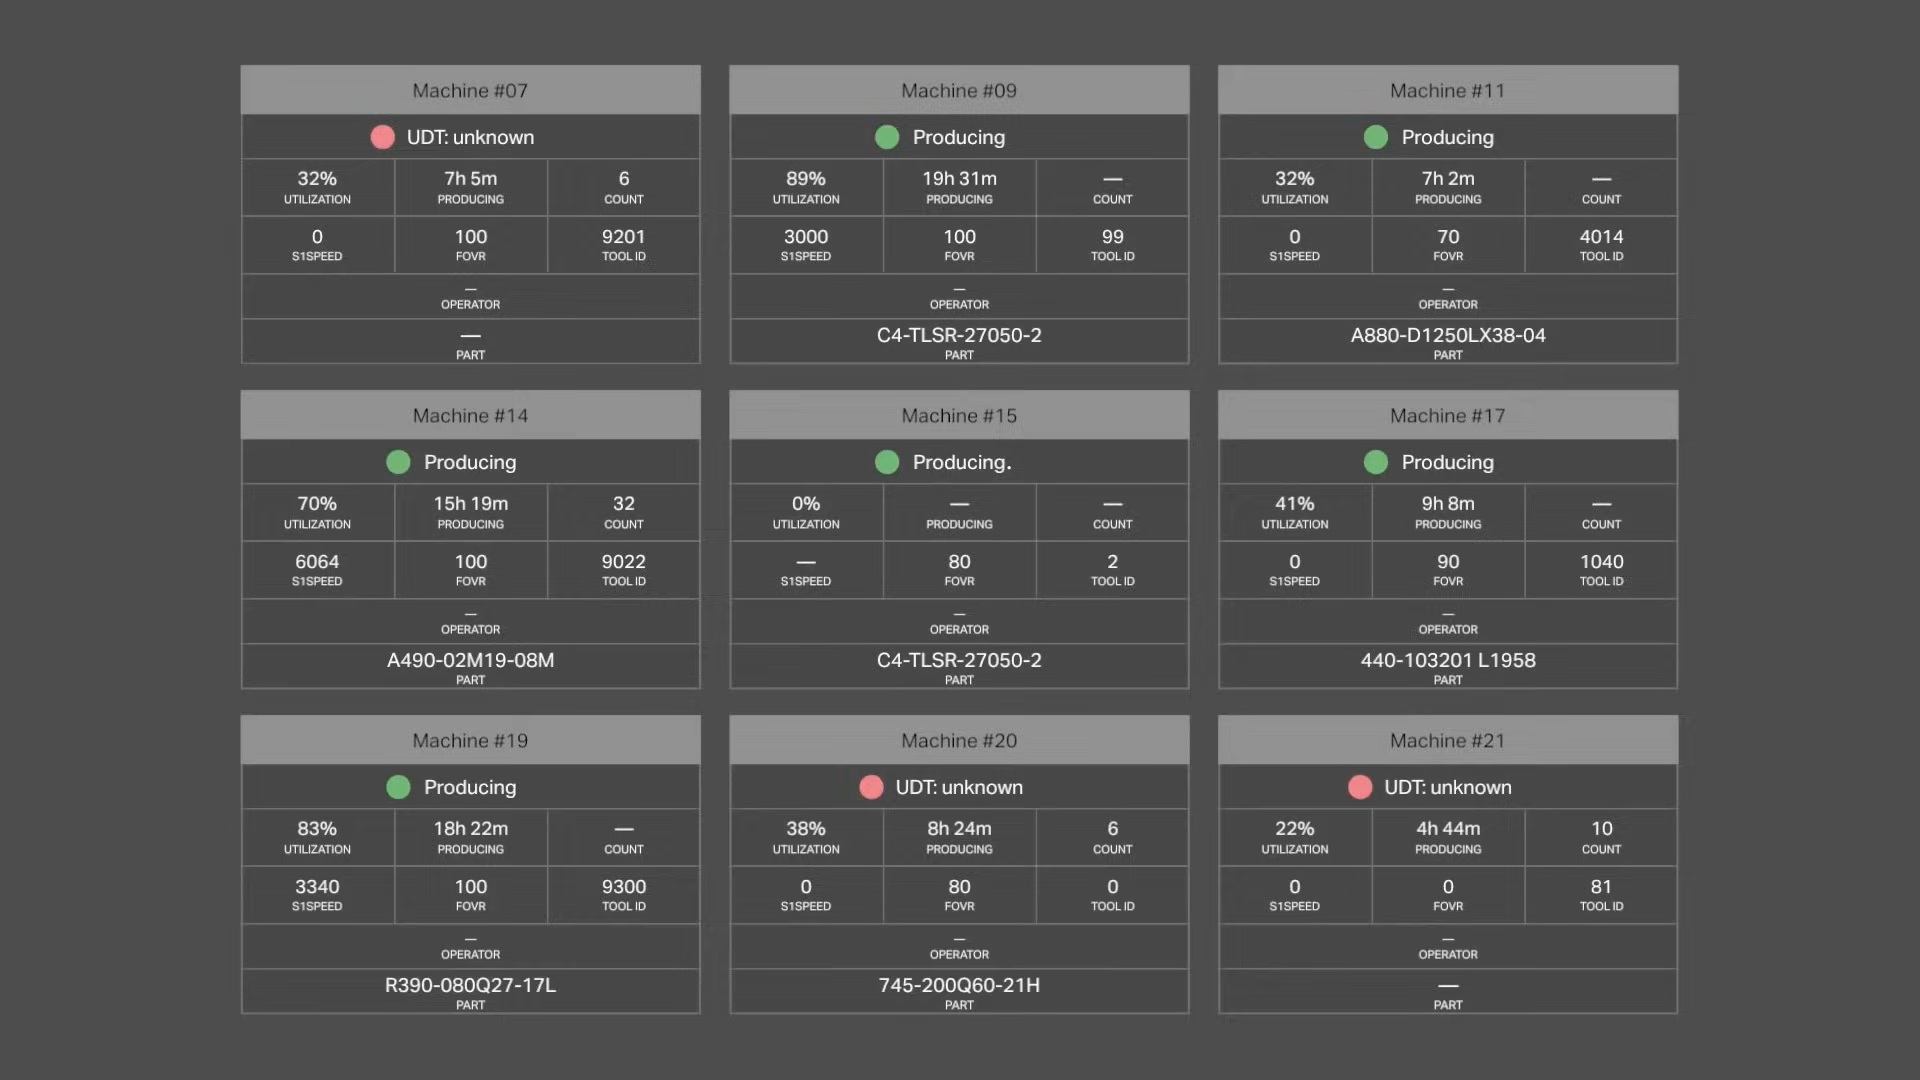 Machine #07
UDT: unknown
32% 7h 5m 6
UTILIZATION PRODUCING COUNT
0 100 9201
S1SPEED FOVR TOOL ID
—
OPERATOR
—
PART
Machine #09
Producing
89% 19h 31m —
UTILIZATION PRODUCING COUNT
3000 100 99
S1SPEED FOVR TOOL ID
—
OPERATOR
C4-TLSR-27050-2
PART
Machine #11
Producing
32% 7h 2m —
UTILIZATION PRODUCING COUNT
0 70 4014
S1SPEED FOVR TOOL ID
—
OPERATOR
A880-D1250LX38-04
PART
Machine #14
Producing
70% 15h 19m 32
UTILIZATION PRODUCING COUNT
6064 100 9022
S1SPEED FOVR TOOL ID
—
OPERATOR
A490-02M19-08M
PART
Machine #15
Producing.
0% — —
UTILIZATION PRODUCING COUNT
— 80 2
S1SPEED FOVR TOOL ID
—
OPERATOR
C4-TLSR-27050-2
PART
Machine #17
Producing
41% 9h 8m —
UTILIZATION PRODUCING COUNT
0 90 1040
S1SPEED FOVR TOOL ID
—
OPERATOR
440-103201 L1958
PART
Machine #19
Producing
83% 18h 22m —
UTILIZATION PRODUCING COUNT
3340 100 9300
S1SPEED FOVR TOOL ID
—
OPERATOR
R390-080Q27-17L
PART
Machine #20
UDT: unknown
38% 8h 24m 6
UTILIZATION PRODUCING COUNT
0 80 0
S1SPEED FOVR TOOL ID
—
OPERATOR
745-200Q60-21H
PART
Machine #21
UDT: unknown
22% 4h 44m 10
UTILIZATION PRODUCING COUNT
0 0 81
S1SPEED FOVR TOOL ID
—
OPERATOR
—
PART